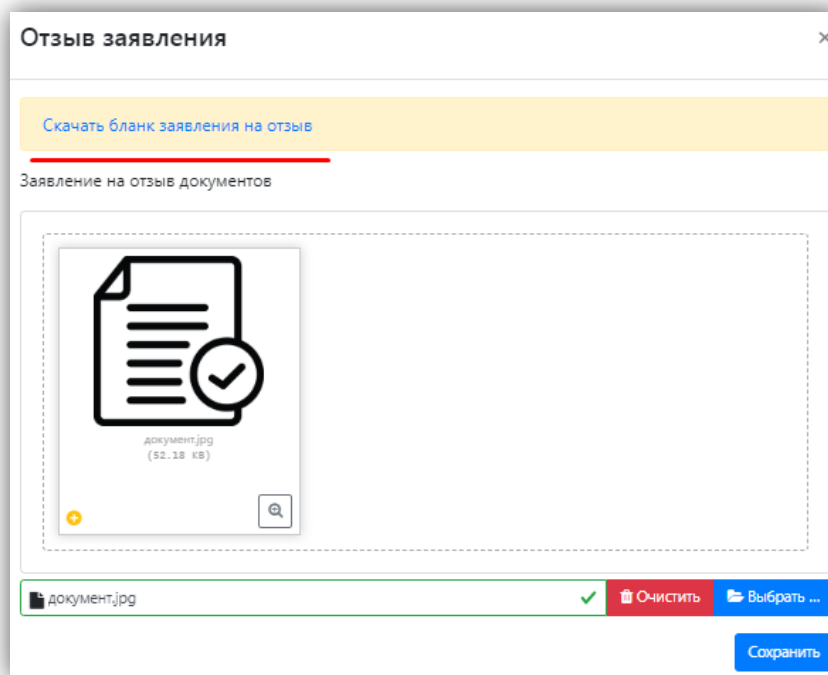 Отзыв заявления
×
Скачать бланк заявления на отзыв
Заявление на отзыв документов
документ.jpg
(52.18 KB)
документ.jpg
Очистить
Выбрать ...
Сохранить